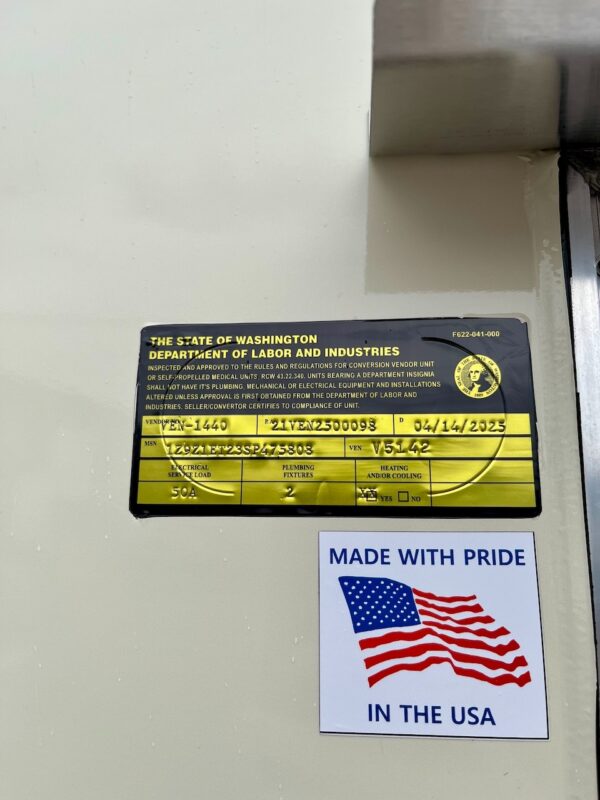 THE STATE OF WASHINGTON
F622-041-000
DEPARTMENT OF LABOR AND INDUSTRIES
INSPECTED AND APPROVED TO THE RULES AND REGULATIONS FOR CONVERSION VENDOR UNIT
OR SELF-PROPELLED MEDICAL UNITS. RCW 43.22.340. UNITS BEARING A DEPARTMENT INSIGNIA
SHALL NOT HAVE IT'S PLUMBING, MECHANICAL OR ELECTRICAL EQUIPMENT AND INSTALLATIONS
ALTERED UNLESS APPROVAL IS FIRST OBTAINED FROM THE DEPARTMENT OF LABOR AND
INDUSTRIES. SELLER/CONVERTOR CERTIFIES TO COMPLIANCE OF UNIT.
VEN-1440 21VEN2500098 D 04/14/2025
MSN 1Z9Z1ET23SP475808 VEN V5142
ELECTRICAL SERVICE LOAD PLUMBING FIXTURES HEATING AND/OR COOLING
50A 2 XX YES NO
MADE WITH PRIDE
IN THE USA